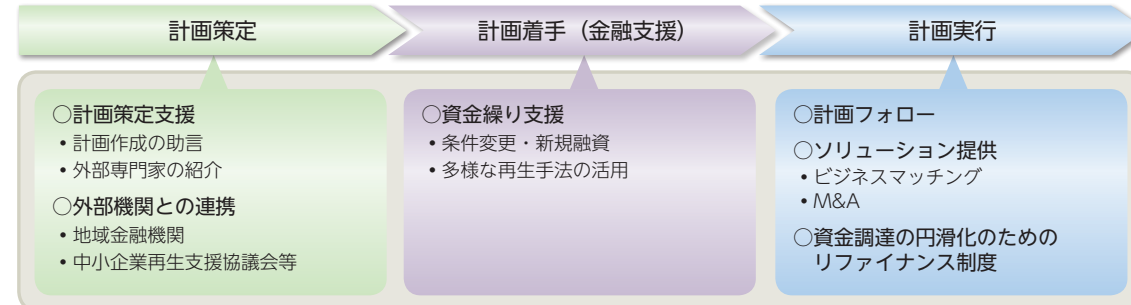 計画策定
計画着手（金融支援）
計画実行
○計画策定支援
• 計画作成の助言
• 外部専門家の紹介
○外部機関との連携
• 地域金融機関
• 中小企業再生支援協議会等
○資金繰り支援
• 条件変更・新規融資
• 多様な再生手法の活用
○計画フォロー
○ソリューション提供
• ビジネスマッチング
• M&A
○資金調達の円滑化のための
リファイナンス制度